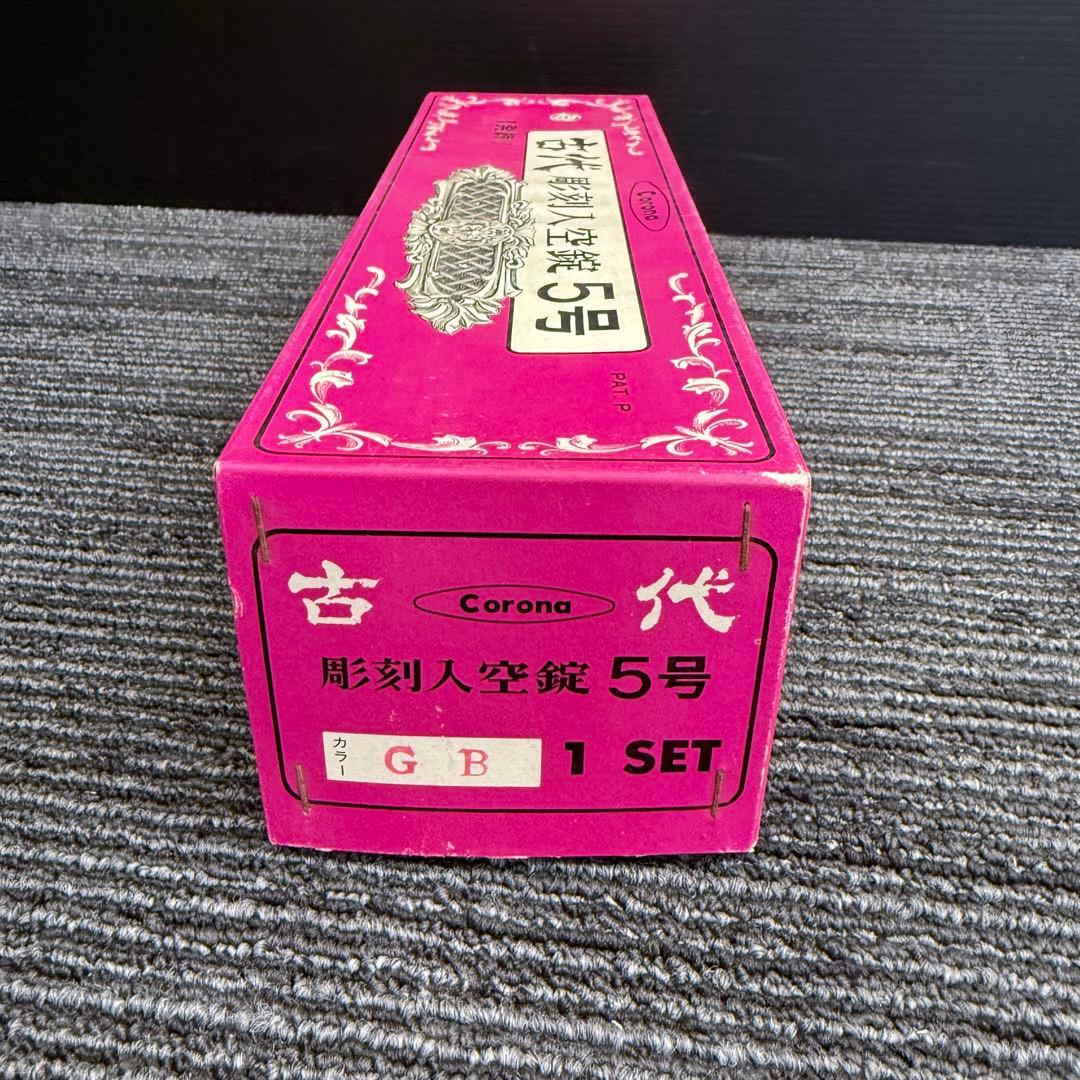 Corona
古代彫刻入空錠 5号
PAT. P
古 Corona 代
彫刻入空錠 5号
カラー G B 1 SET